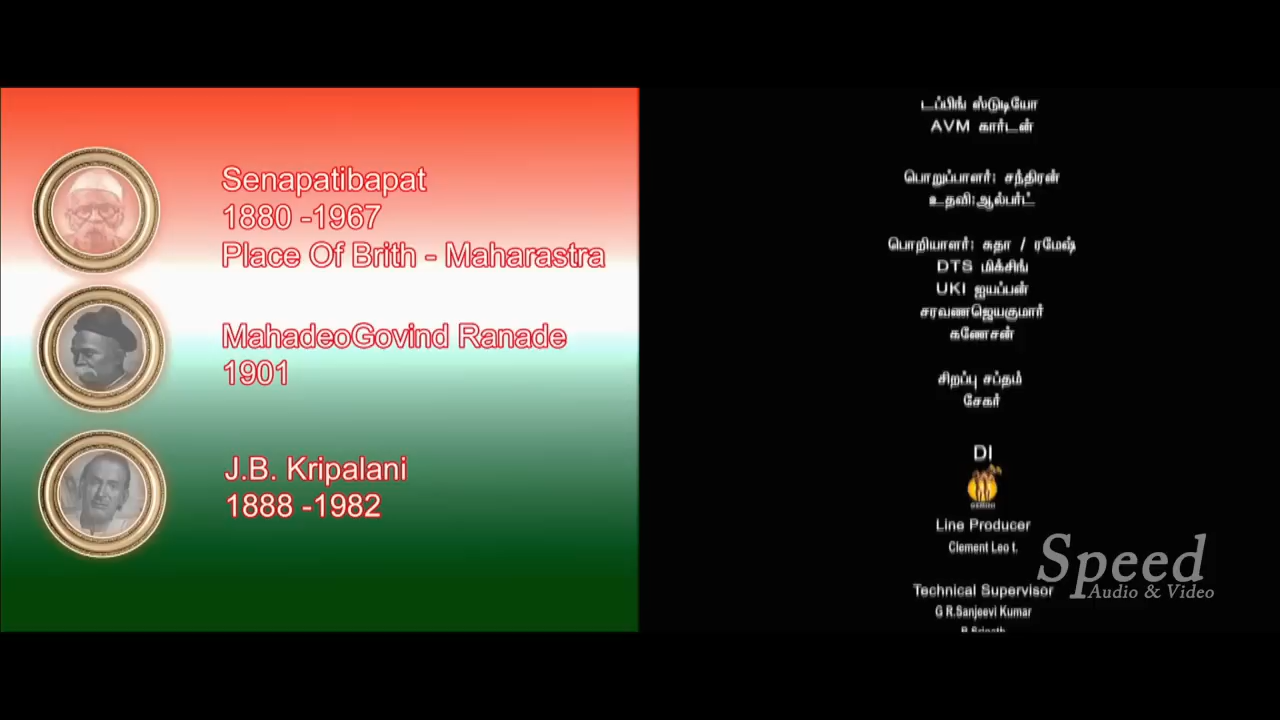 Senapatibapat
1880 -1967
Place Of Brith - Maharastra
MahadeoGovind Ranade
1901
J.B. Kripalani
1888 -1982
டப்பிங் ஸ்டுடியோ
AVM கார்டன்
பொறுப்பாளர்: சந்திரன்
உதவி:ஆல்பர்ட்
பொறியாளர்: சுதா / ரமேஷ்
DTS மிக்சிங்
UKI ஐயப்பன்
சரவணஜெயகுமார்
கணேசன்
சிறப்பு சப்தம்
சேகர்
DI
GEMINI
Line Producer
Clement Leo t.
Technical Supervisor
G R.Sanjeevi Kumar
Speed
Audio & Video